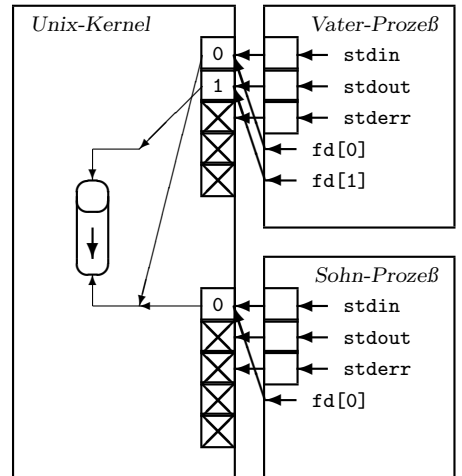 Unix-Kernel
Vater-Prozeß
0
stdin
1
stdout
stderr
fd[0]
fd[1]
Sohn-Prozeß
0
stdin
stdout
stderr
fd[0]